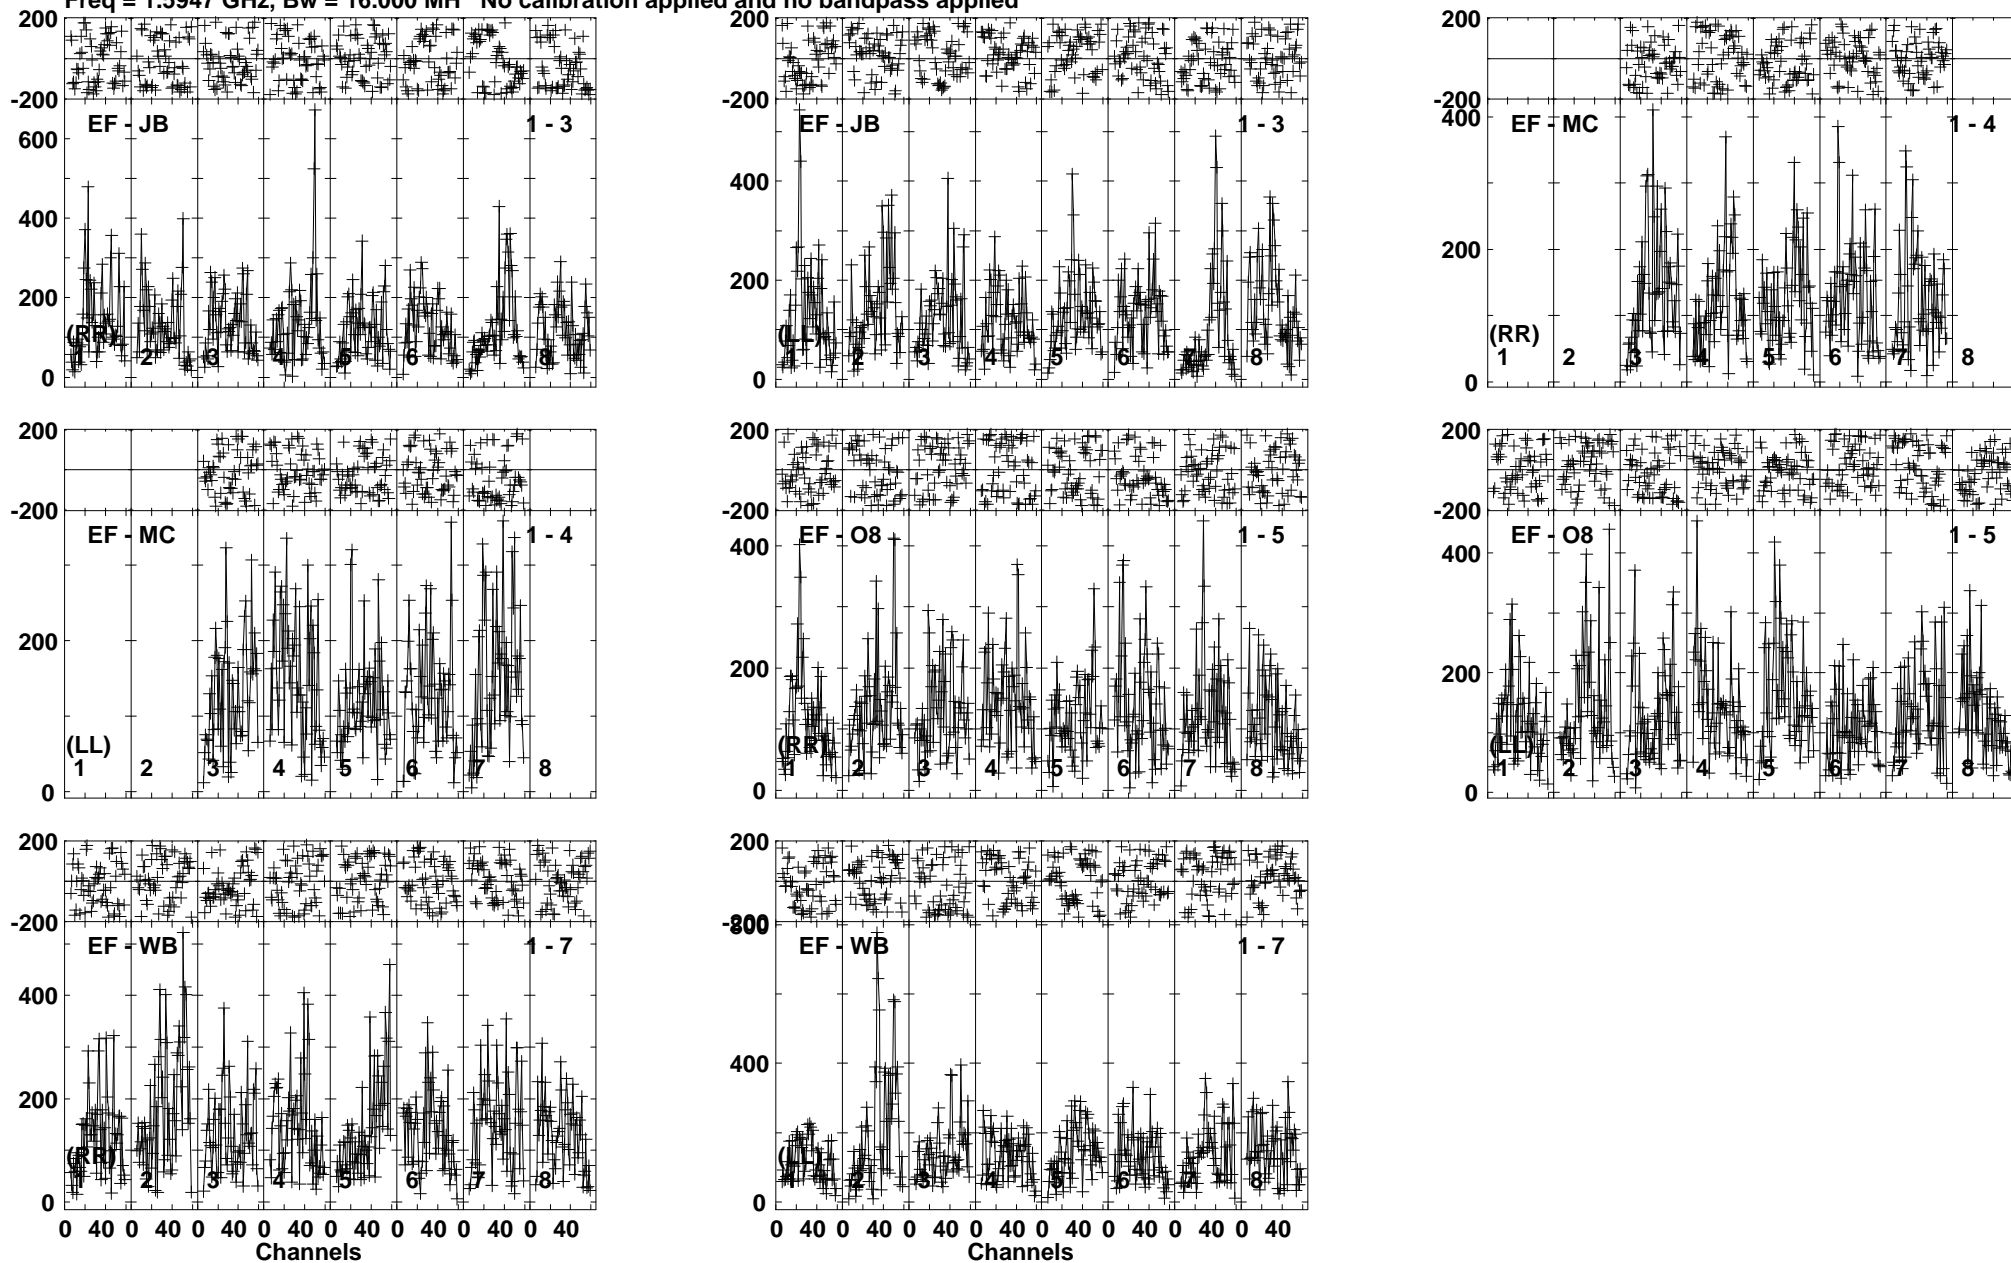 Freq = 1.5947 GHz, Bw = 16.000 MH No calibration applied and no bandpass applied
200 200 200
-200 -200 -200
EF - JB 1 - 3 EF - JB 1 - 3 EF - MC 1 - 4
600 400
400
400 200
200 200
(RR) (LL) (RR)
1 2 3 4 5 6 7 8 1 2 3 4 5 6 7 8 1 2 3 4 5 6 7 8
0 0 0
200 200 200
-200 -200 -200
EF - MC 1 - 4 EF - O8 1 - 5 EF - O8 1 - 5
400 400
200 200 200
(LL) (RR) (LL)
1 2 3 4 5 6 7 8 1 2 3 4 5 6 7 8 1 2 3 4 5 6 7 8
0 0 0
200 200
-200 -200
800
EF - WB 1 - 7 EF - WB 1 - 7
400 400
200 200
(RR) (LL)
1 2 3 4 5 6 7 8 1 2 3 4 5 6 7 8
0 0
0 40 0 40 0 40 0 40 0 40 0 40 0 40 0 40 0 40 0 40 0 40 0 40 0 40 0 40 0 40 0 40
Channels Channels